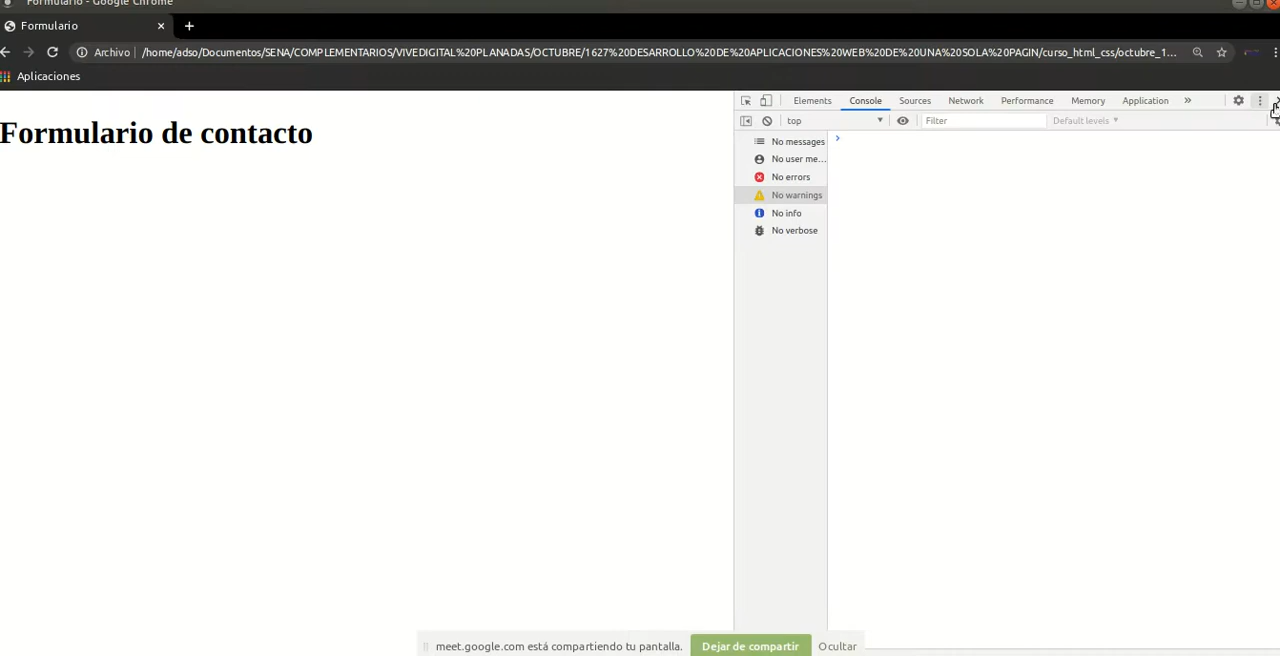 Formulario - Google Chrome
Formulario
Archivo
/home/adso/Documentos/SENA/COMPLEMENTARIOS/VIVEDIGITAL%20PLANADAS/OCTUBRE/1627%20DESARROLLO%20DE%20APLICACIONES%20WEB%20DE%20UNA%20SOLA%20PAGIN/curso_html_css/octubre_1...
Aplicaciones
Elements Console Sources Network Performance Memory Application »
top Filter Default levels
Formulario de contacto
No messages
No user me...
No errors
No warnings
No info
No verbose
meet.google.com está compartiendo tu pantalla. Dejar de compartir Ocultar